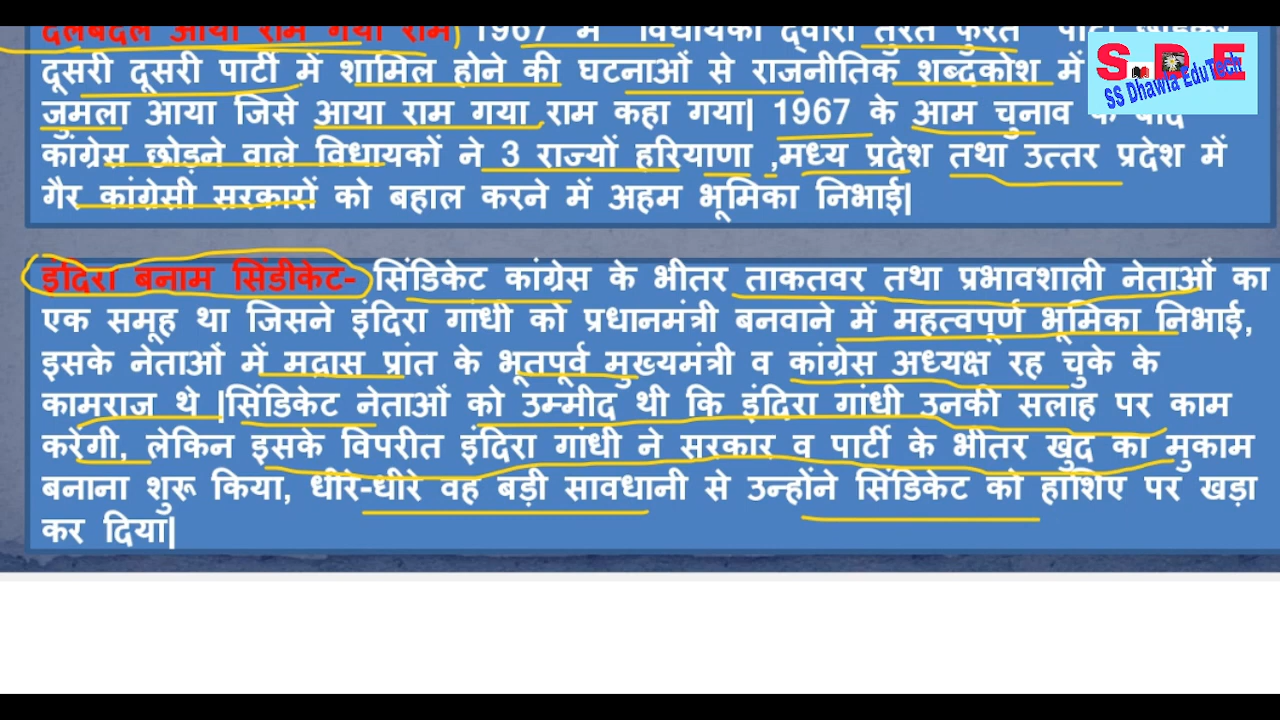 दलबदल आया राम गया राम) 1967 में विधायकों द्वारा तुरंत फुरंत पार्टी छोड़कर
दूसरी दूसरी पार्टी में शामिल होने की घटनाओं से राजनीतिक शब्दकोश में
जुमला आया जिसे आया राम गया ,राम कहा गया| 1967 के आम चुनाव के बाद
कांग्रेस छोड़ने वाले विधायकों ने 3 राज्यों हरियाणा ,मध्य प्रदेश तथा उत्तर प्रदेश में
गैर कांग्रेसी सरकारों को बहाल करने में अहम भूमिका निभाई|
इंदिरा बनाम सिंडीकेट- सिंडिकेट कांग्रेस के भीतर ताकतवर तथा प्रभावशाली नेताओं का
एक समूह था जिसने इंदिरा गांधी को प्रधानमंत्री बनवाने में महत्वपूर्ण भूमिका निभाई,
इसके नेताओं में मद्रास प्रांत के भूतपूर्व मुख्यमंत्री व कांग्रेस अध्यक्ष रह चुके के
कामराज थे |सिंडिकेट नेताओं को उम्मीद थी कि इंदिरा गांधी उनकी सलाह पर काम
करेंगी, लेकिन इसके विपरीत इंदिरा गांधी ने सरकार व पार्टी के भीतर खुद का मुकाम
बनाना शुरू किया, धीरे-धीरे वह बड़ी सावधानी से उन्होंने सिंडिकेट को हाशिए पर खड़ा
कर दिया|
S.D.E
SS Dhawla EduTech